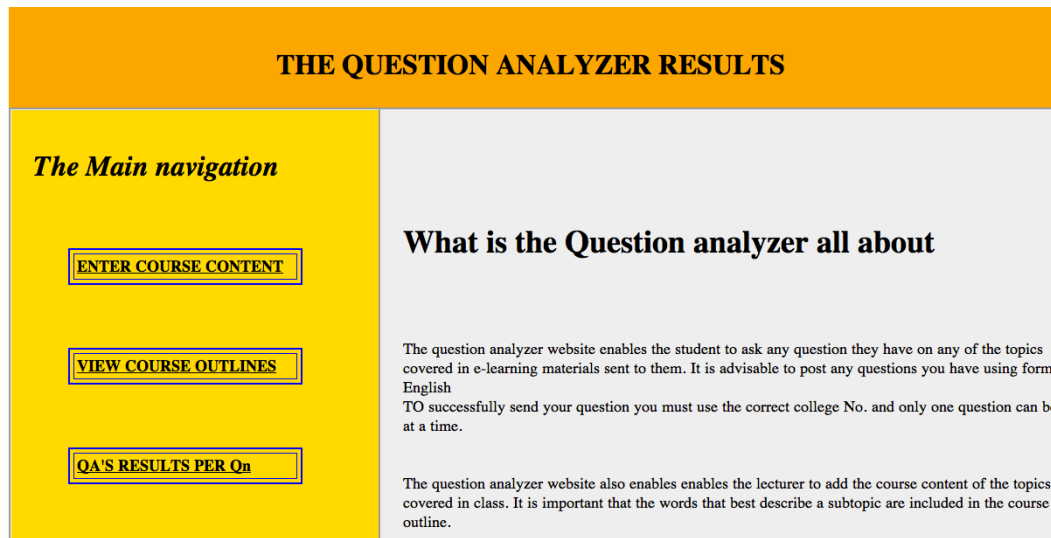 THE QUESTION ANALYZER RESULTS
The Main navigation
ENTER COURSE CONTENT
VIEW COURSE OUTLINES
QA'S RESULTS PER Qn
What is the Question analyzer all about
The question analyzer website enables the student to ask any question they have on any of the topics
covered in e-learning materials sent to them. It is advisable to post any questions you have using form
English
TO successfully send your question you must use the correct college No. and only one question can b
at a time.
The question analyzer website also enables enables the lecturer to add the course content of the topics
covered in class. It is important that the words that best describe a subtopic are included in the course
outline.